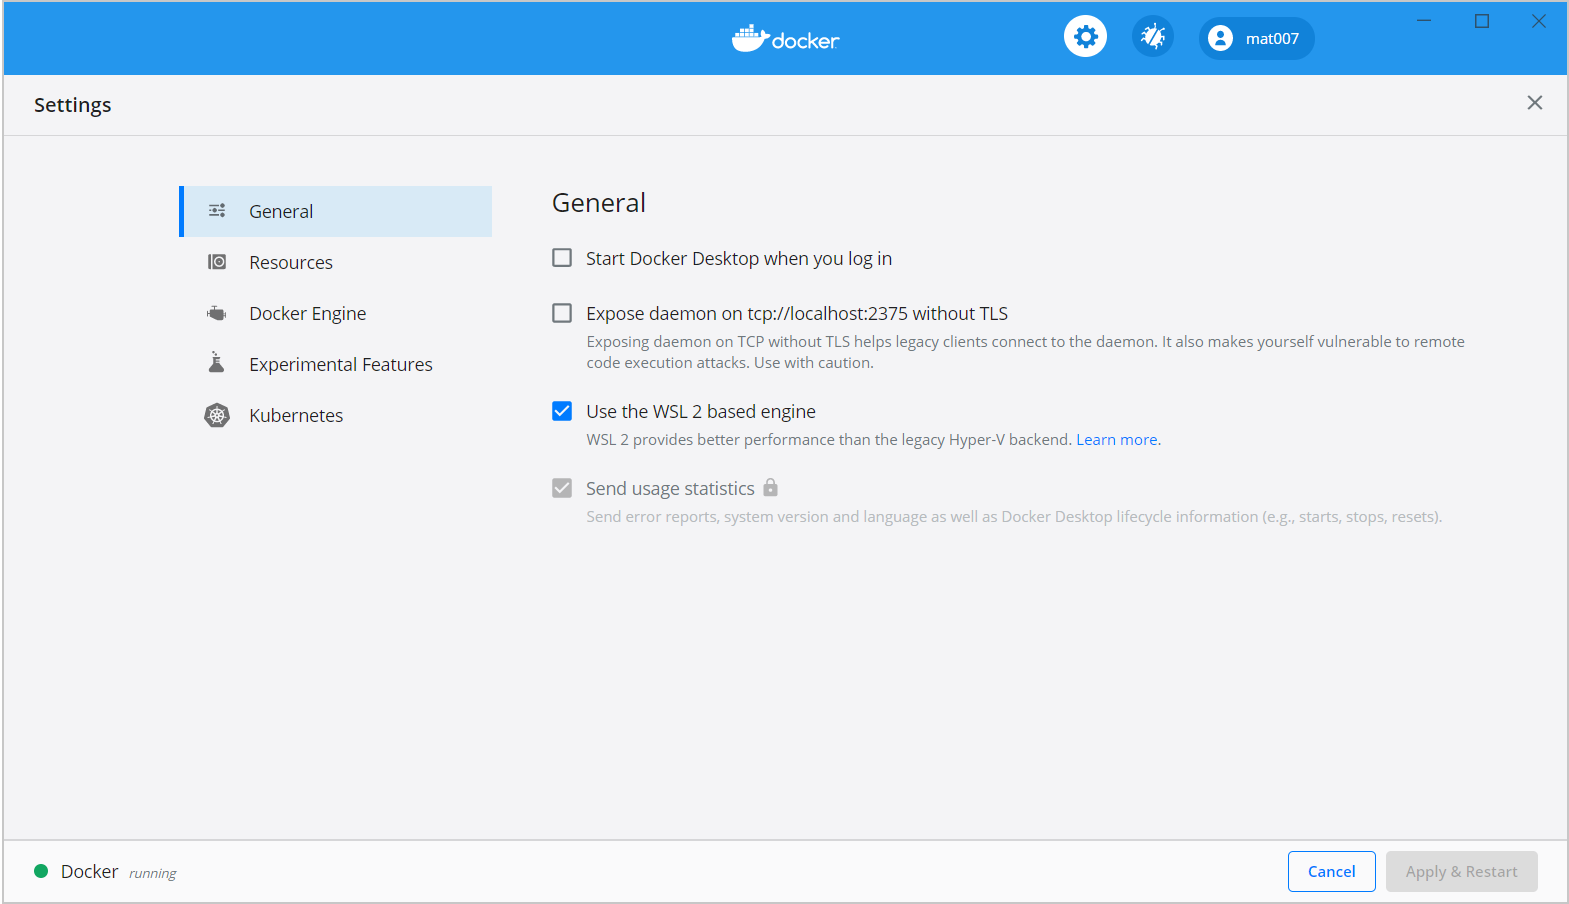 docker
mat007
Settings
General
Resources
Docker Engine
Experimental Features
Kubernetes
General
Start Docker Desktop when you log in
Expose daemon on tcp://localhost:2375 without TLS
Exposing daemon on TCP without TLS helps legacy clients connect to the daemon. It also makes yourself vulnerable to remote
code execution attacks. Use with caution.
Use the WSL 2 based engine
WSL 2 provides better performance than the legacy Hyper-V backend. Learn more.
Send usage statistics
Send error reports, system version and language as well as Docker Desktop lifecycle information (e.g., starts, stops, resets).
Docker running
Cancel
Apply & Restart